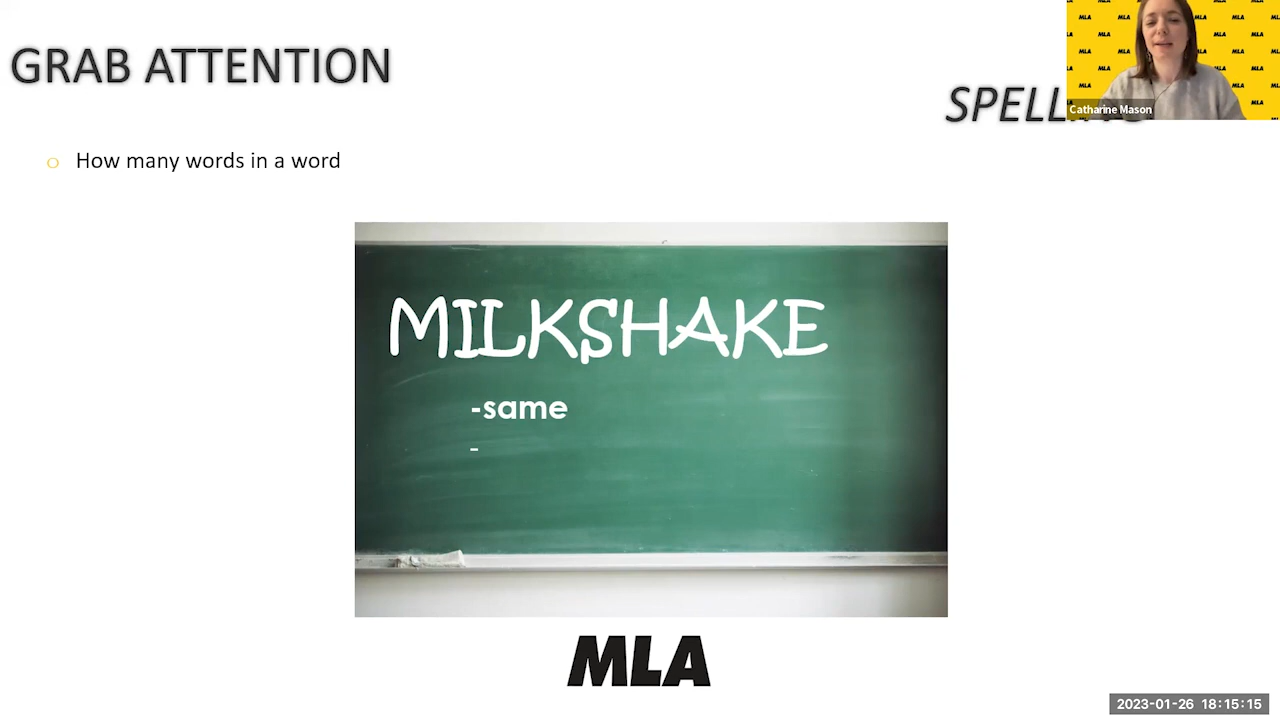 GRAB ATTENTION
SPELL
Catharine Mason
How many words in a word
MILKSHAKE
-same
-
MLA
2023-01-26 18:15:15